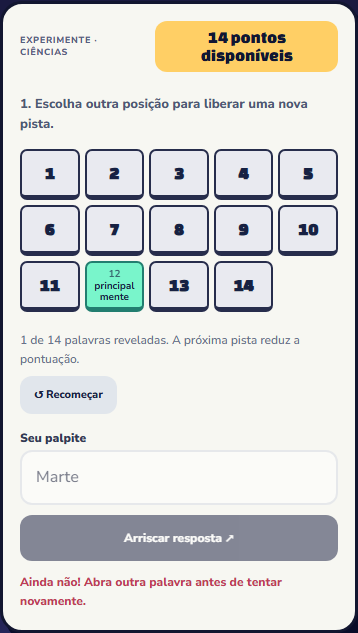 EXPERIMENTE ·
CIÊNCIAS
14 pontos
disponíveis
1. Escolha outra posição para liberar uma nova
pista.
1 2 3 4 5
6 7 8 9 10
11 12 13 14
principal
mente
1 de 14 palavras reveladas. A próxima pista reduz a
pontuação.
↺ Recomeçar
Seu palpite
Marte
Arriscar resposta ↗
Ainda não! Abra outra palavra antes de tentar
novamente.